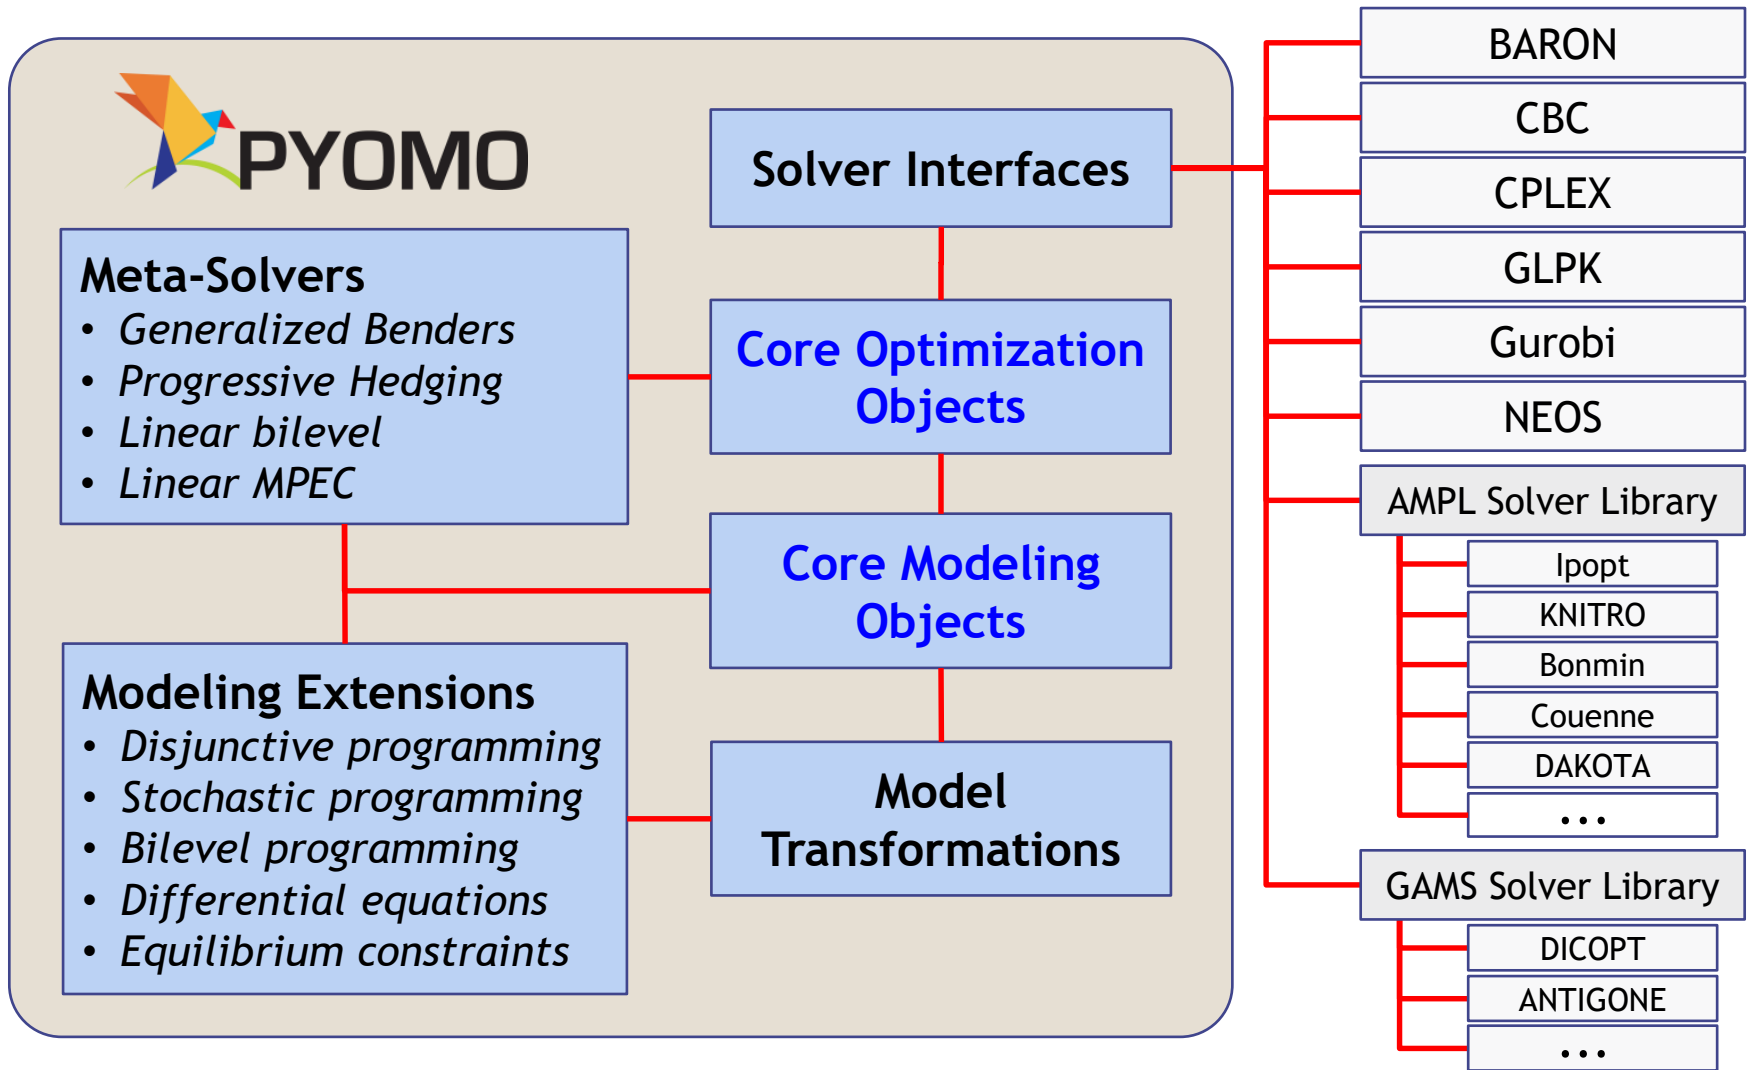 PYOMO
Solver Interfaces
Meta-Solvers
• Generalized Benders
• Progressive Hedging
• Linear bilevel
• Linear MPEC
Core Optimization
Objects
Core Modeling
Objects
Modeling Extensions
• Disjunctive programming
• Stochastic programming
• Bilevel programming
• Differential equations
• Equilibrium constraints
Model
Transformations
BARON
CBC
CPLEX
GLPK
Gurobi
NEOS
AMPL Solver Library
Ipopt
KNITRO
Bonmin
Couenne
DAKOTA
...
GAMS Solver Library
DICOPT
ANTIGONE
...